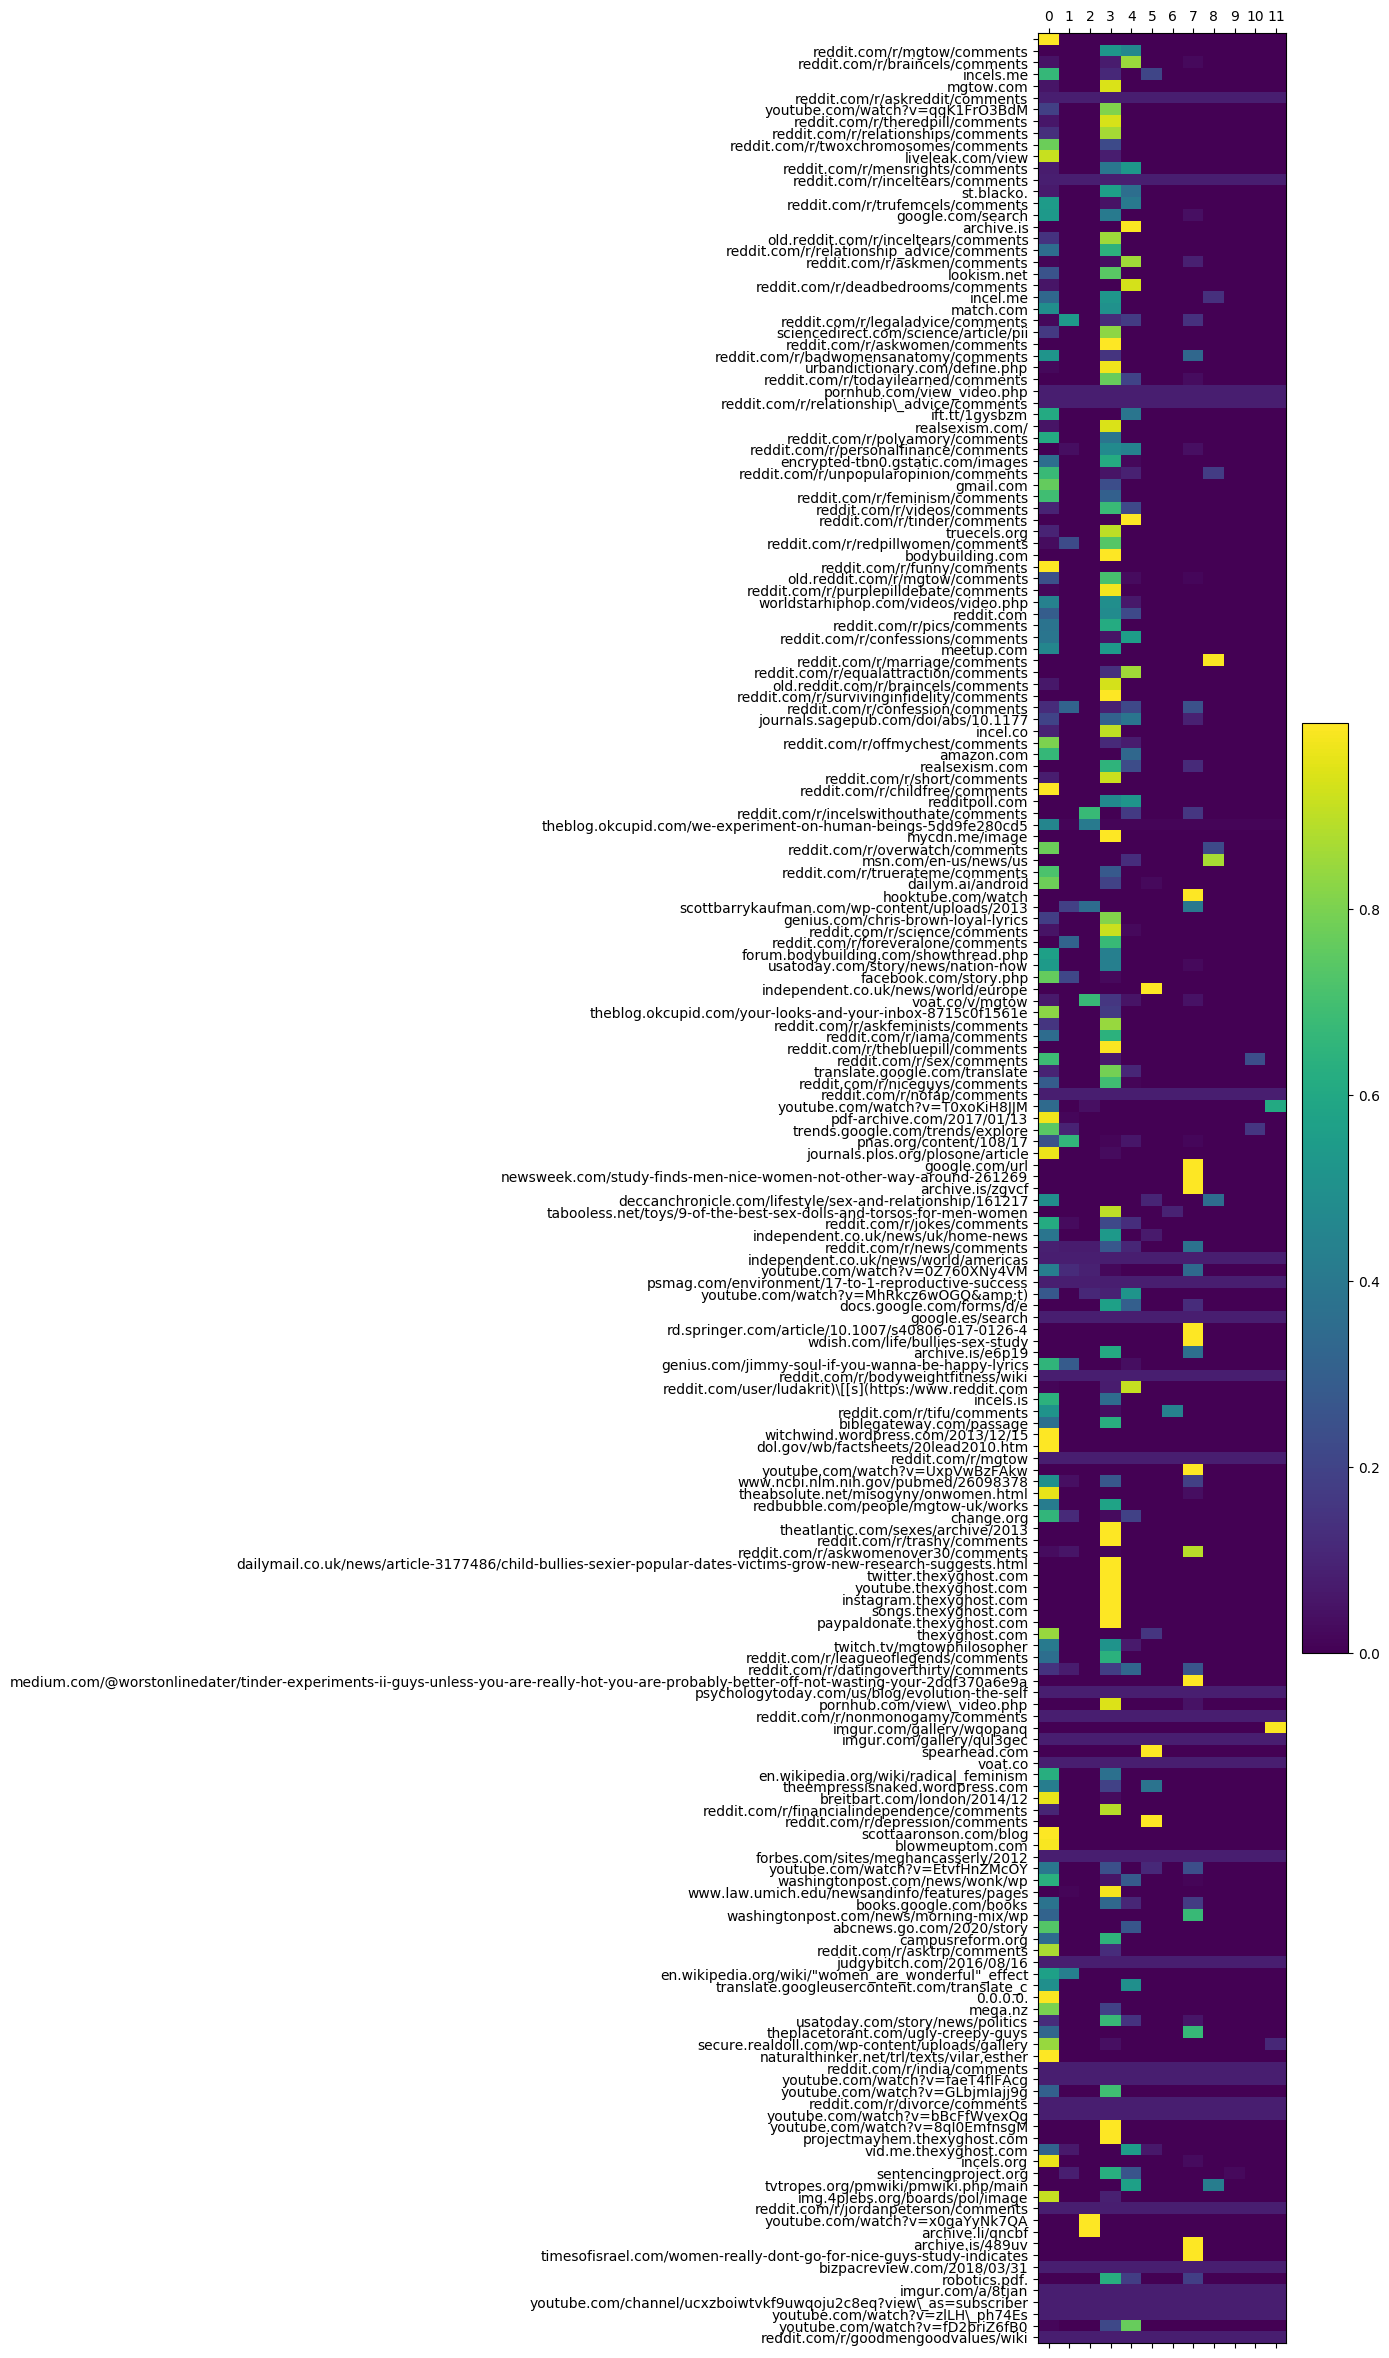 0 1 2 3 4 5 6 7 8 9 10 11
reddit.com/r/mgtow/comments
reddit.com/r/braincels/comments
incels.me
mgtow.com
reddit.com/r/askreddit/comments
youtube.com/watch?v=qgK1FrO3BdM
reddit.com/r/theredpill/comments
reddit.com/r/relationships/comments
reddit.com/r/twoxchromosomes/comments
liveleak.com/view
reddit.com/r/mensrights/comments
reddit.com/r/inceltears/comments
st.blacko.
reddit.com/r/trufemcels/comments
google.com/search
archive.is
old.reddit.com/r/inceltears/comments
reddit.com/r/relationship_advice/comments
reddit.com/r/askmen/comments
lookism.net
reddit.com/r/deadbedrooms/comments
incel.me
match.com
reddit.com/r/legaladvice/comments
sciencedirect.com/science/article/pii
reddit.com/r/askwomen/comments
reddit.com/r/badwomensanatomy/comments
urbandictionary.com/define.php
reddit.com/r/todayilearned/comments
pornhub.com/view_video.php
reddit.com/r/relationship\_advice/comments
ift.tt/1gysbzm
realsexism.com/
reddit.com/r/polyamory/comments
reddit.com/r/personalfinance/comments
encrypted-tbn0.gstatic.com/images
reddit.com/r/unpopularopinion/comments
gmail.com
reddit.com/r/feminism/comments
reddit.com/r/videos/comments
reddit.com/r/tinder/comments
truecels.org
reddit.com/r/redpillwomen/comments
bodybuilding.com
reddit.com/r/funny/comments
old.reddit.com/r/mgtow/comments
reddit.com/r/purplepilldebate/comments
worldstarhiphop.com/videos/video.php
reddit.com
reddit.com/r/pics/comments
reddit.com/r/confessions/comments
meetup.com
reddit.com/r/marriage/comments
reddit.com/r/equalattraction/comments
old.reddit.com/r/braincels/comments
reddit.com/r/survivinginfidelity/comments
reddit.com/r/confession/comments
journals.sagepub.com/doi/abs/10.1177
incel.co
reddit.com/r/offmychest/comments
amazon.com
realsexism.com
reddit.com/r/short/comments
reddit.com/r/childfree/comments
redditpoll.com
reddit.com/r/incelswithouthate/comments
theblog.okcupid.com/we-experiment-on-human-beings-5dd9fe280cd5
mycdn.me/image
reddit.com/r/overwatch/comments
msn.com/en-us/news/us
reddit.com/r/truerateme/comments
dailym.ai/android
hooktube.com/watch
scottbarrykaufman.com/wp-content/uploads/2013
genius.com/chris-brown-loyal-lyrics
reddit.com/r/science/comments
reddit.com/r/foreveralone/comments
forum.bodybuilding.com/showthread.php
usatoday.com/story/news/nation-now
facebook.com/story.php
independent.co.uk/news/world/europe
voat.co/v/mgtow
theblog.okcupid.com/your-looks-and-your-inbox-8715c0f1561e
reddit.com/r/askfeminists/comments
reddit.com/r/iama/comments
reddit.com/r/thebluepill/comments
reddit.com/r/sex/comments
translate.google.com/translate
reddit.com/r/niceguys/comments
reddit.com/r/nofap/comments
youtube.com/watch?v=T0xoKiH8JJM
pdf-archive.com/2017/01/13
trends.google.com/trends/explore
pnas.org/content/108/17
journals.plos.org/plosone/article
google.com/url
newsweek.com/study-finds-men-nice-women-not-other-way-around-261269
archive.is/zgvcf
deccanchronicle.com/lifestyle/sex-and-relationship/161217
tabooless.net/toys/9-of-the-best-sex-dolls-and-torsos-for-men-women
reddit.com/r/jokes/comments
independent.co.uk/news/uk/home-news
reddit.com/r/news/comments
independent.co.uk/news/world/americas
youtube.com/watch?v=0Z760XNy4VM
psmag.com/environment/17-to-1-reproductive-success
youtube.com/watch?v=MhRkcz6wOGQ&amp;t)
docs.google.com/forms/d/e
google.es/search
rd.springer.com/article/10.1007/s40806-017-0126-4
wdish.com/life/bullies-sex-study
archive.is/e6p19
genius.com/jimmy-soul-if-you-wanna-be-happy-lyrics
reddit.com/r/bodyweightfitness/wiki
reddit.com/user/ludakrit)\[[s](https:/www.reddit.com
incels.is
reddit.com/r/tifu/comments
biblegateway.com/passage
witchwind.wordpress.com/2013/12/15
dol.gov/wb/factsheets/20lead2010.htm
reddit.com/r/mgtow
youtube.com/watch?v=UxpVwBzFAkw
www.ncbi.nlm.nih.gov/pubmed/26098378
theabsolute.net/misogyny/onwomen.html
redbubble.com/people/mgtow-uk/works
change.org
theatlantic.com/sexes/archive/2013
reddit.com/r/trashy/comments
reddit.com/r/askwomenover30/comments
dailymail.co.uk/news/article-3177486/child-bullies-sexier-popular-dates-victims-grow-new-research-suggests.html
twitter.thexyghost.com
youtube.thexyghost.com
instagram.thexyghost.com
songs.thexyghost.com
paypaldonate.thexyghost.com
thexyghost.com
twitch.tv/mgtowphilosopher
reddit.com/r/leagueoflegends/comments
reddit.com/r/datingoverthirty/comments
medium.com/@worstonlinedater/tinder-experiments-ii-guys-unless-you-are-really-hot-you-are-probably-better-off-not-wasting-your-2ddf370a6e9a
psychologytoday.com/us/blog/evolution-the-self
pornhub.com/view\_video.php
reddit.com/r/nonmonogamy/comments
imgur.com/gallery/wqopanq
imgur.com/gallery/qul3gec
spearhead.com
voat.co
en.wikipedia.org/wiki/radical_feminism
theempressisnaked.wordpress.com
breitbart.com/london/2014/12
reddit.com/r/financialindependence/comments
reddit.com/r/depression/comments
scottaaronson.com/blog
blowmeuptom.com
forbes.com/sites/meghancasserly/2012
youtube.com/watch?v=EtvfHnZMcOY
washingtonpost.com/news/wonk/wp
www.law.umich.edu/newsandinfo/features/pages
books.google.com/books
washingtonpost.com/news/morning-mix/wp
abcnews.go.com/2020/story
campusreform.org
reddit.com/r/asktrp/comments
judgybitch.com/2016/08/16
en.wikipedia.org/wiki/"women_are_wonderful"_effect
translate.googleusercontent.com/translate_c
0.0.0.0.
mega.nz
usatoday.com/story/news/politics
theplacetorant.com/ugly-creepy-guys
secure.realdoll.com/wp-content/uploads/gallery
naturalthinker.net/trl/texts/vilar,esther
reddit.com/r/india/comments
youtube.com/watch?v=faeT4fIFAcg
youtube.com/watch?v=GLbjmIajj9g
reddit.com/r/divorce/comments
youtube.com/watch?v=bBcFfWvexQg
youtube.com/watch?v=8qI0EmfnsgM
projectmayhem.thexyghost.com
vid.me.thexyghost.com
incels.org
sentencingproject.org
tvtropes.org/pmwiki/pmwiki.php/main
img.4plebs.org/boards/pol/image
reddit.com/r/jordanpeterson/comments
youtube.com/watch?v=x0gaYyNk7QA
archive.li/qncbf
archive.is/489uv
timesofisrael.com/women-really-dont-go-for-nice-guys-study-indicates
bizpacreview.com/2018/03/31
robotics.pdf.
imgur.com/a/8tjan
youtube.com/channel/ucxzboiwtvkf9uwqoju2c8eq?view\_as=subscriber
youtube.com/watch?v=zlLH\_ph74Es
youtube.com/watch?v=fD2briZ6fB0
reddit.com/r/goodmengoodvalues/wiki
0.8
0.6
0.4
0.2
0.0